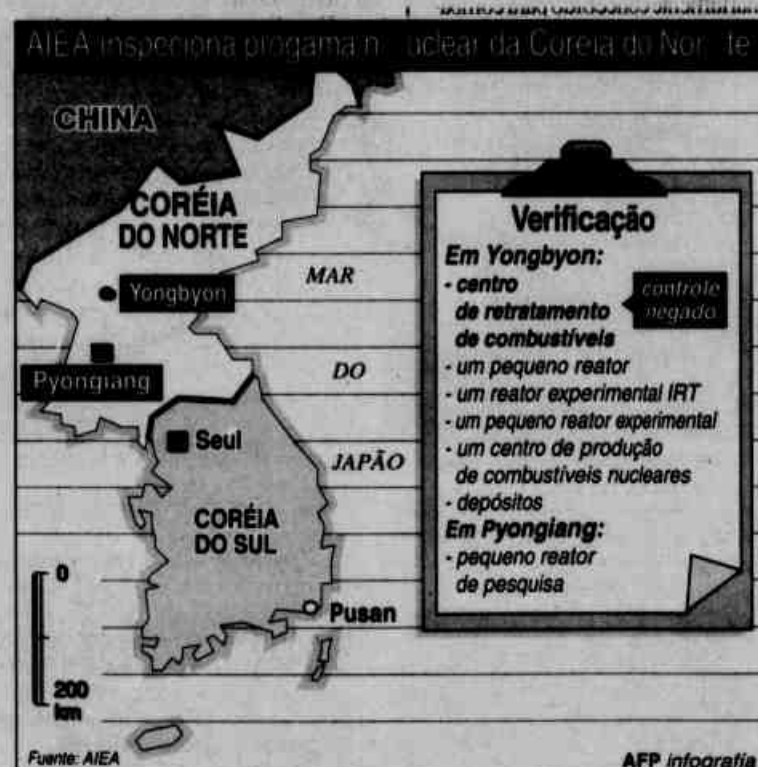 AIEA inspeciona progama nuclear da Coreia do Nor te
CHINA
CORÉIA
DO NORTE
Yongbyon
Pyongiang
MAR
DO
JAPÃO
Seul
CORÉIA
DO SUL
Pusan
0
200
km
Verificação
Em Yongbyon:
- centro
de retratamento
de combustíveis
controle
negado
- um pequeno reator
- um reator experimental IRT
- um pequeno reator experimental
- um centro de produção
de combustíveis nucleares
- depósitos
Em Pyongiang:
- pequeno reator
de pesquisa
Fuente: AIEA
AFP infografia